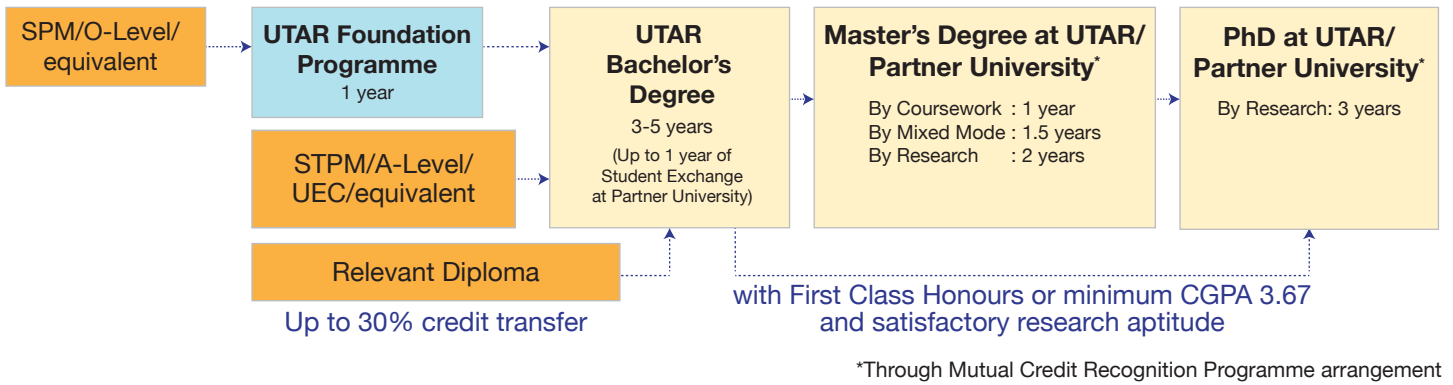 SPM/O-Level/
equivalent
UTAR Foundation
Programme
1 year
STPM/A-Level/
UEC/equivalent
Relevant Diploma
Up to 30% credit transfer
UTAR
Bachelor's
Degree
3-5 years
(Up to 1 year of
Student Exchange
at Partner University)
Master's Degree at UTAR/
Partner University*
By Coursework : 1 year
By Mixed Mode : 1.5 years
By Research : 2 years
PhD at UTAR/
Partner University*
By Research: 3 years
with First Class Honours or minimum CGPA 3.67
and satisfactory research aptitude
*Through Mutual Credit Recognition Programme arrangement